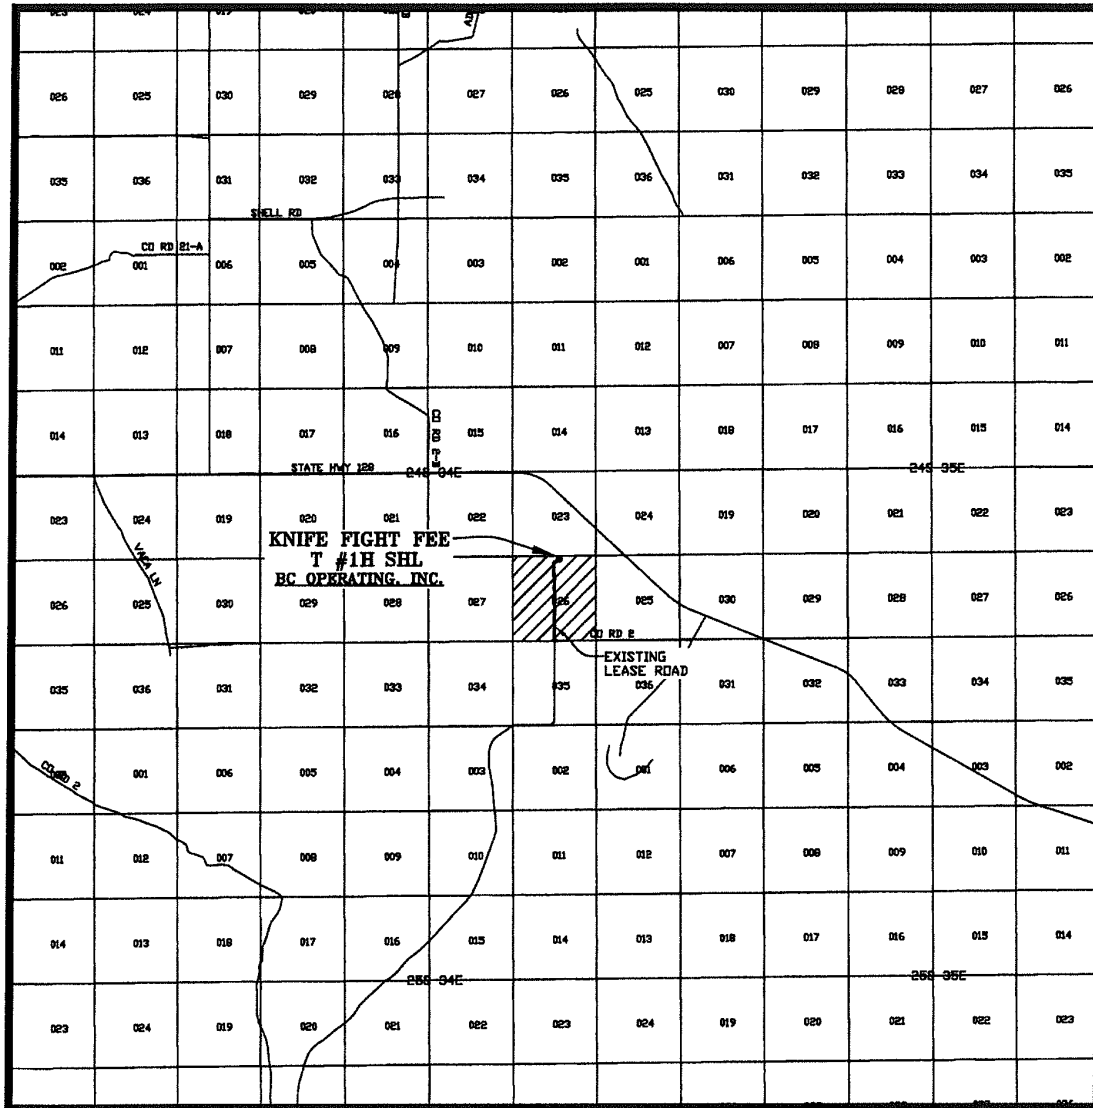 026 025 030 029 028 027 026 025 030 029 028 027 026
035 036 031 032 033 034 035 036 031 032 033 034 035
SHELL RD
CO RD 21-A
002 001 006 005 004 003 002 001 006 005 004 003 002
011 012 007 008 009 010 011 012 007 008 009 010 011
014 013 018 017 016 015 014 013 018 017 016 015 014
STATE HWY 128
24S 34E
24S 35E
023 024 019 020 021 022 023 024 019 020 021 022 023
VACA LN
KNIFE FIGHT FEE
T #1H SHL
BC OPERATING, INC.
026 025 030 029 028 027 026 025 030 029 028 027 026
CO RD 2
EXISTING
LEASE ROAD
035 036 031 032 033 034 035 036 031 032 033 034 035
CO RD 2
001 006 005 004 003 002 001 006 005 004 003 002
011 012 007 008 009 010 011 012 007 008 009 010 011
014 013 018 017 016 015 014 013 018 017 016 015 014
25S 34E
25S 35E
023 024 019 020 021 022 023 024 019 020 021 022 023